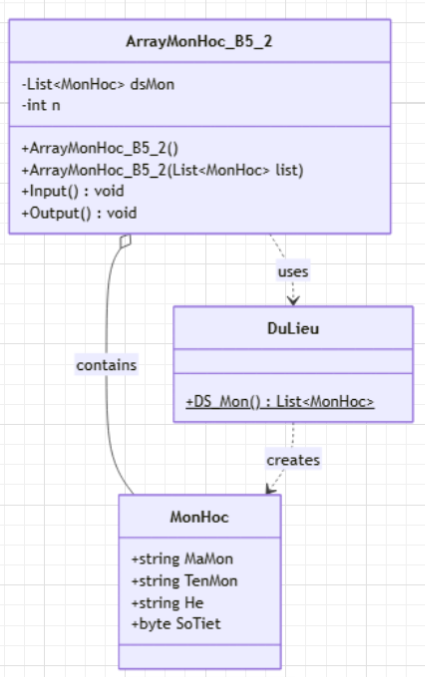 ArrayMonHoc_B5_2
-List<MonHoc> dsMon
-int n
+ArrayMonHoc_B5_2()
+ArrayMonHoc_B5_2(List<MonHoc> list)
+Input() : void
+Output() : void
uses
DuLieu
+DS_Mon() : List<MonHoc>
contains
creates
MonHoc
+string MaMon
+string TenMon
+string He
+byte SoTiet